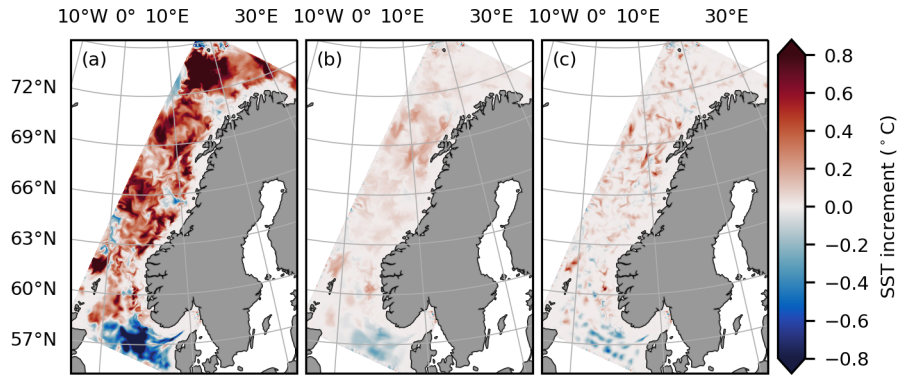 10°W 0° 10°E 30°E 10°W 0° 10°E 30°E 10°W 0° 10°E 30°E
(a) (b) (c)
72°N
69°N
66°N
63°N
60°N
57°N
0.8
0.6
0.4
0.2
0.0
−0.2
−0.4
−0.6
−0.8
SST increment (°C)